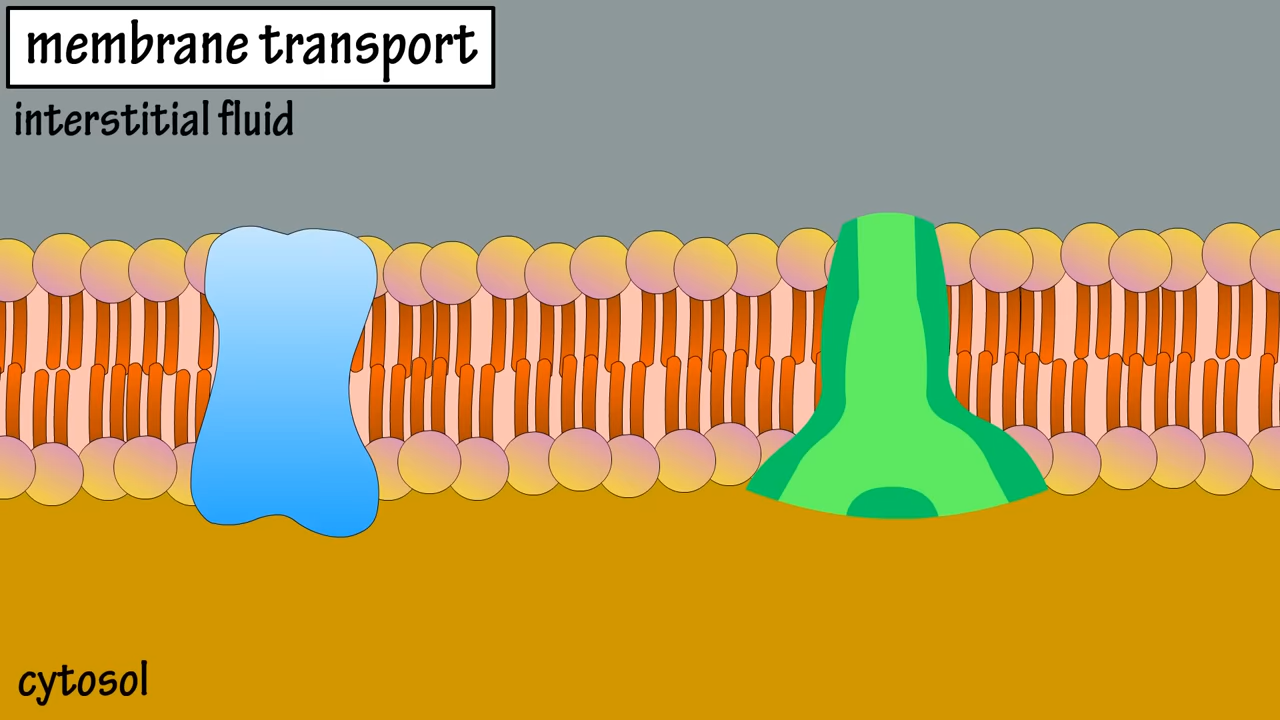 membrane transport
interstitial fluid
cytosol